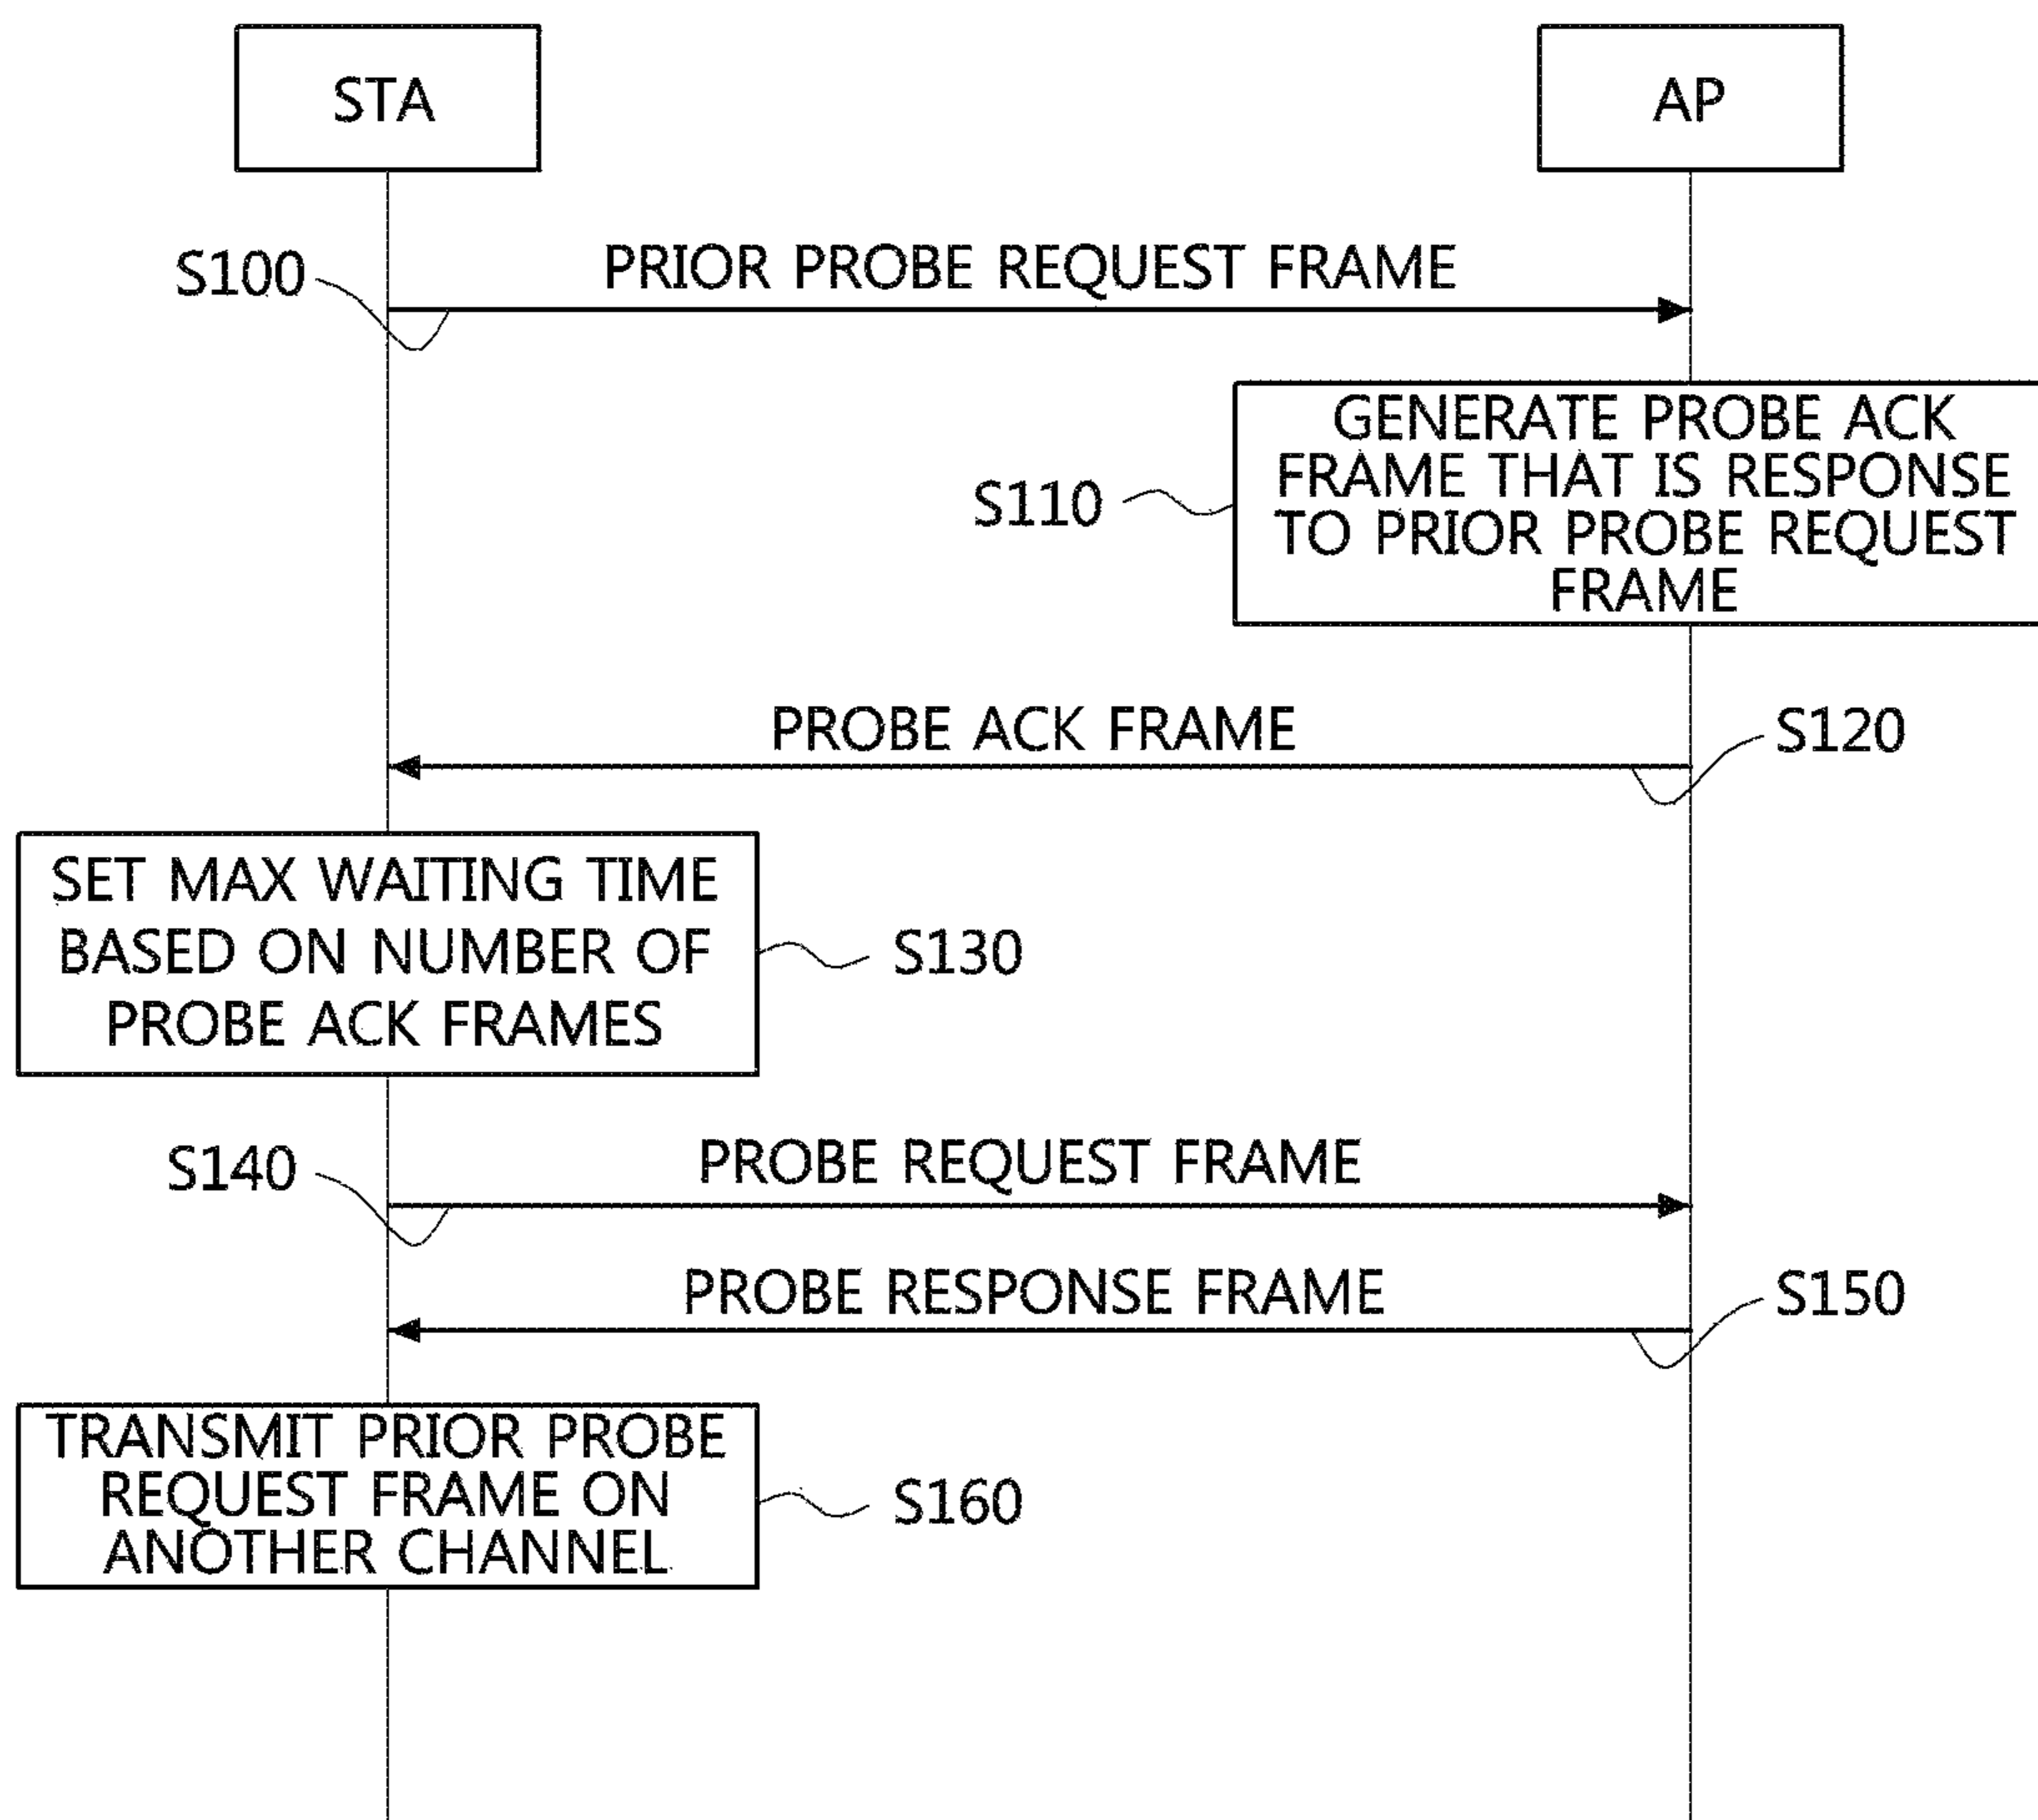 STA
AP
S100
PRIOR PROBE REQUEST FRAME
GENERATE PROBE ACK
FRAME THAT IS RESPONSE
TO PRIOR PROBE REQUEST
FRAME
S110
PROBE ACK FRAME
S120
SET MAX WAITING TIME
BASED ON NUMBER OF
PROBE ACK FRAMES
S130
S140
PROBE REQUEST FRAME
PROBE RESPONSE FRAME
S150
TRANSMIT PRIOR PROBE
REQUEST FRAME ON
ANOTHER CHANNEL
S160